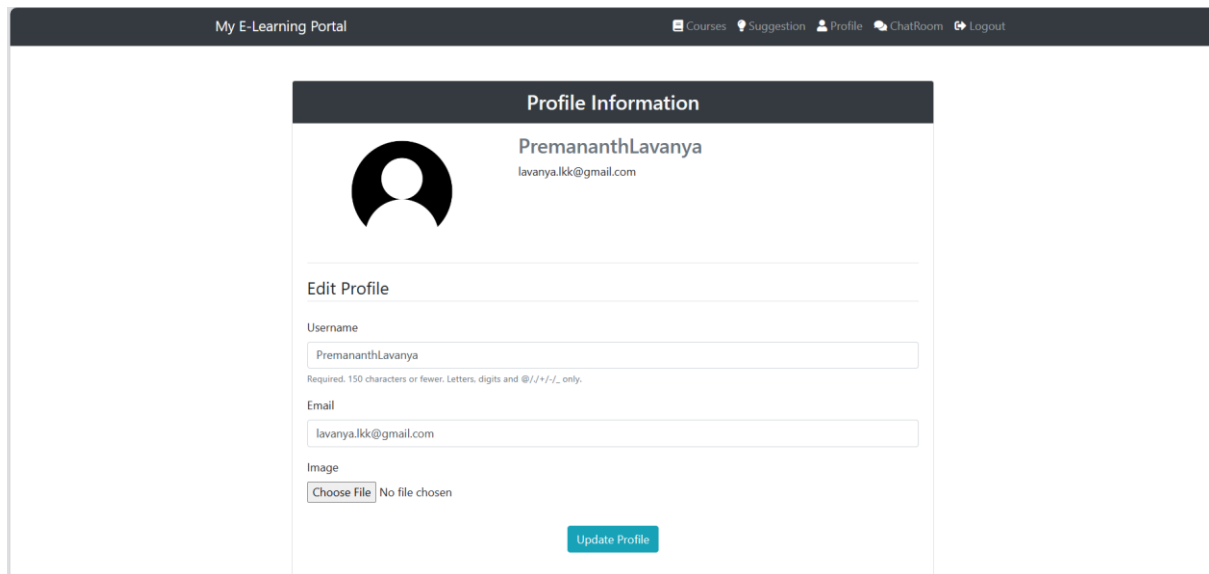 My E-Learning Portal Courses Suggestion Profile ChatRoom Logout
Profile Information
PremananthLavanya
lavanya.lkk@gmail.com
Edit Profile
Username
PremananthLavanya
Required. 150 characters or fewer. Letters, digits and @/./+/-/_ only.
Email
lavanya.lkk@gmail.com
Image
Choose File No file chosen
Update Profile